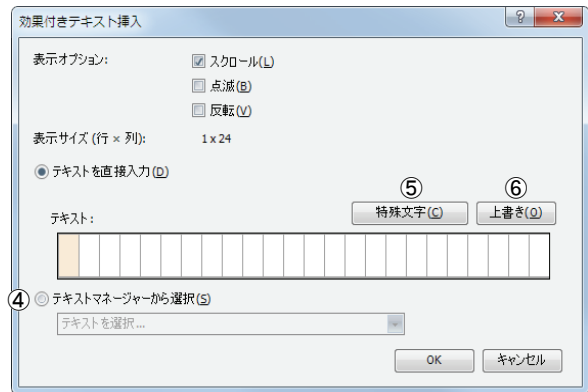 効果付きテキスト挿入
表示オプション: スクロール(L)
点滅(B)
反転(V)
表示サイズ (行 × 列): 1 x 24
テキストを直接入力(D)
⑤ ⑥
テキスト: 特殊文字(C) 上書き(O)
④ テキストマネージャーから選択(S)
テキストを選択...
OK キャンセル